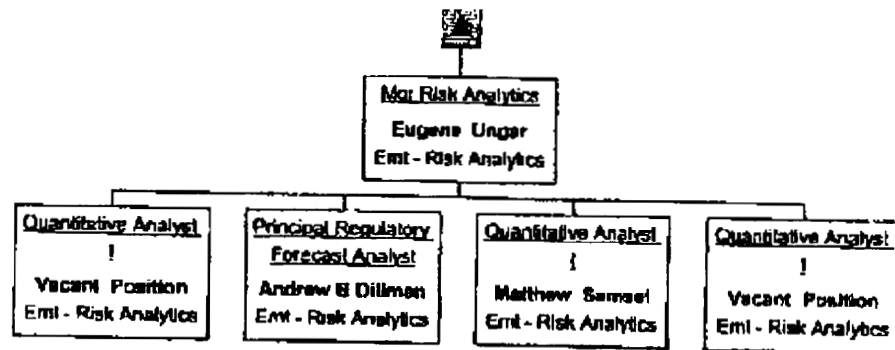 Mgr Risk Analytics
Eugene Ungar
Emt - Risk Analytics
Quantitative Analyst
I
Vacant Position
Emt - Risk Analytics
Principal Regulatory
Forecast Analyst
Andrew B Dillman
Emt - Risk Analytics
Quantitative Analyst
I
Matthew Samsel
Emt - Risk Analytics
Quantitative Analyst
I
Vacant Position
Emt - Risk Analytics